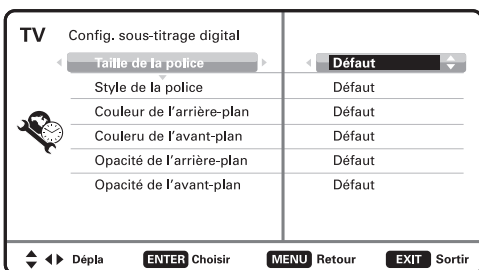 TV Config. sous-titrage digital
Taille de la police Défaut
Style de la police Défaut
Couleur de l'arrière-plan Défaut
Couleru de l'avant-plan Défaut
Opacité de l'arrière-plan Défaut
Opacité de l'avant-plan Défaut
Dépla ENTER Choisir MENU Retour EXIT Sortir